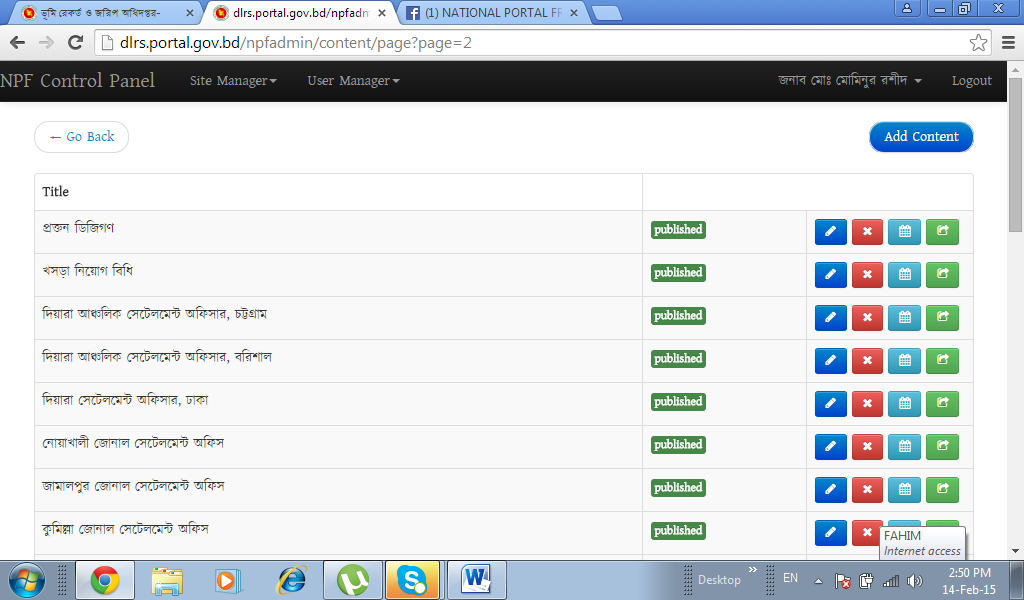 ভূমি রেকর্ড ও জরিপ অধিদপ্তর-
dlrs.portal.gov.bd/npfadm
(1) NATIONAL PORTAL FR
dlrs.portal.gov.bd/npfadmin/content/page?page=2
NPF Control Panel Site Manager User Manager জনাব মোঃ মোমিনুর রশীদ Logout
← Go Back Add Content
Title
প্রক্তন ডিজিগণ published
খসড়া নিয়োগ বিধি published
দিয়ারা আঞ্চলিক সেটেলমেন্ট অফিসার, চট্টগ্রাম published
দিয়ারা আঞ্চলিক সেটেলমেন্ট অফিসার, বরিশাল published
দিয়ারা সেটেলমেন্ট অফিসার, ঢাকা published
নোয়াখালী জোনাল সেটেলমেন্ট অফিস published
জামালপুর জোনাল সেটেলমেন্ট অফিস published
কুমিল্লা জোনাল সেটেলমেন্ট অফিস published
FAHIM
Internet access
Desktop » EN 2:50 PM
14-Feb-15